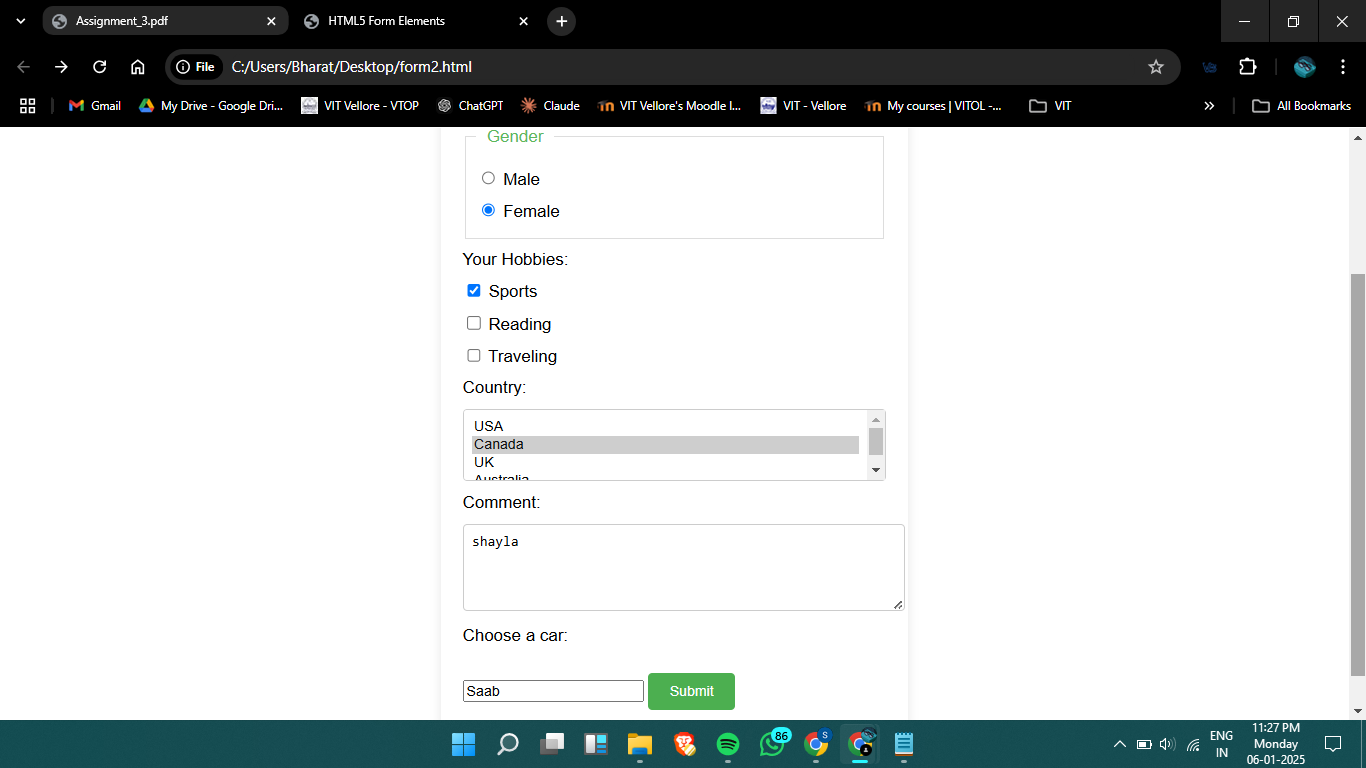 Assignment_3.pdf
HTML5 Form Elements
File
C:/Users/Bharat/Desktop/form2.html
Gmail
My Drive - Google Dri...
VIT Vellore - VTOP
ChatGPT
Claude
VIT Vellore's Moodle l...
VIT - Vellore
My courses | VITOL -...
VIT
All Bookmarks
Gender
Male
Female
Your Hobbies:
Sports
Reading
Traveling
Country:
USA
Canada
UK
Australia
Comment:
shayla
Choose a car:
Saab
Submit
86
S
ENG
IN
11:27 PM
Monday
06-01-2025